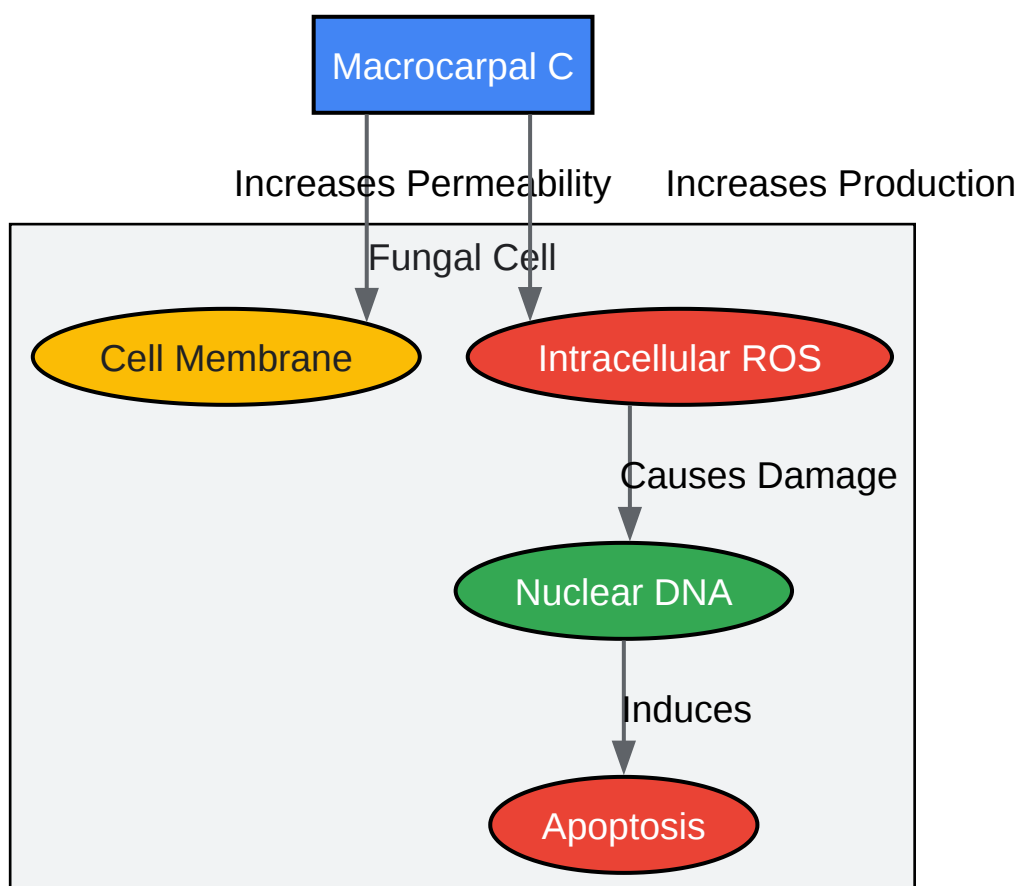 Macrocarpal C
Increases Permeability
Increases Production
Fungal Cell
Cell Membrane
Intracellular ROS
Causes Damage
Nuclear DNA
Induces
Apoptosis